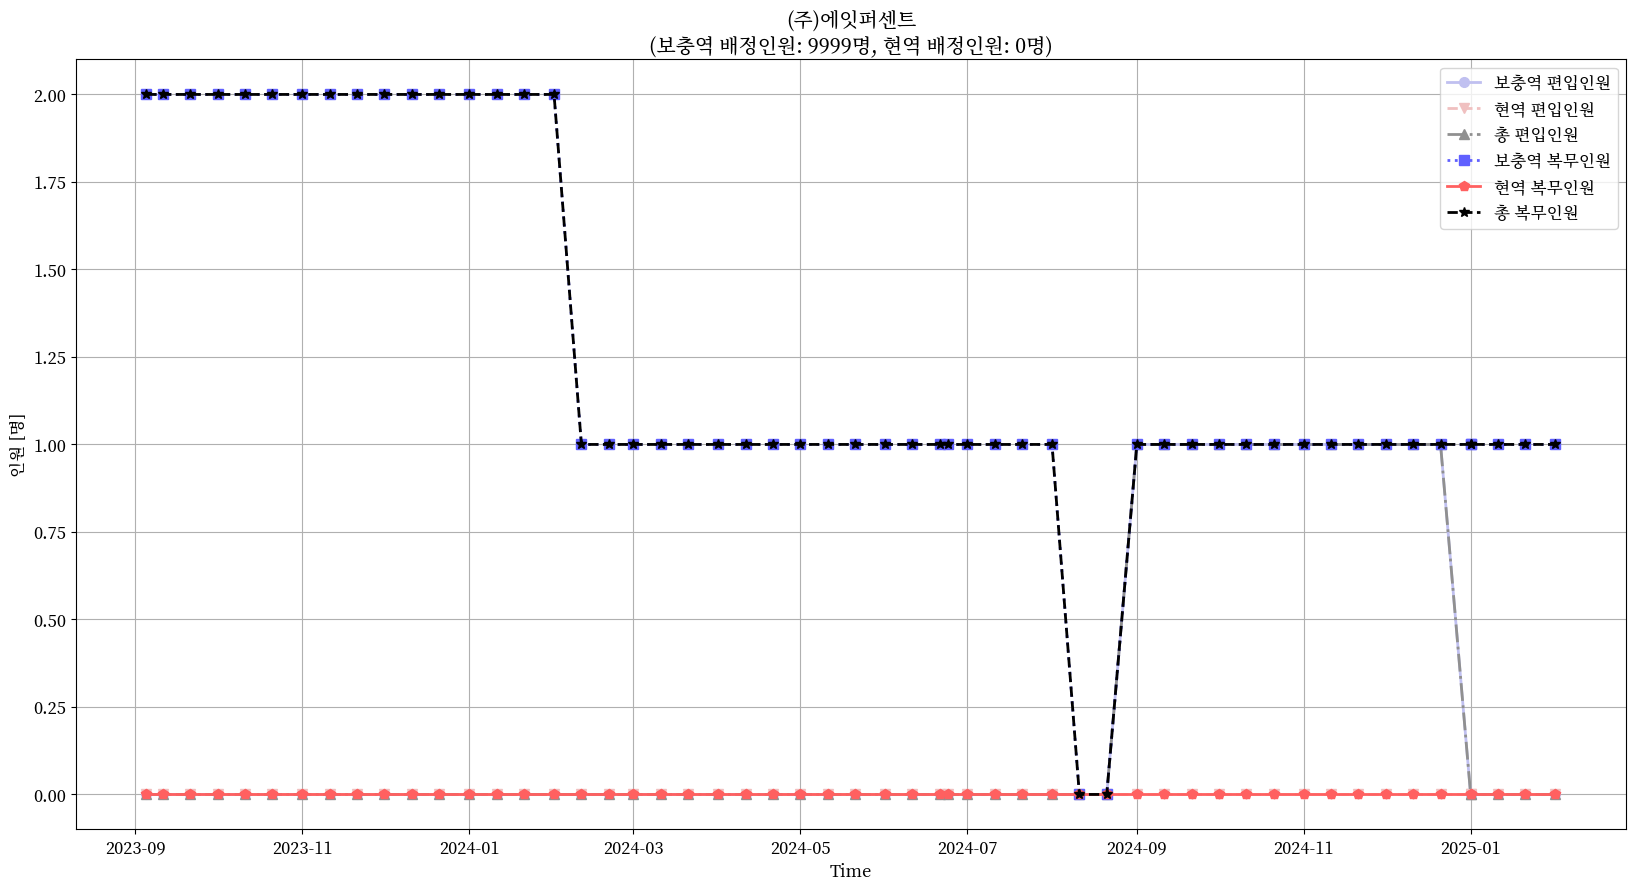 (주)에잇퍼센트
(보충역 배정인원: 9999명, 현역 배정인원: 0명)
보충역 편입인원
현역 편입인원
총 편입인원
보충역 복무인원
현역 복무인원
총 복무인원
인원 [명]
2.00
1.75
1.50
1.25
1.00
0.75
0.50
0.25
0.00
2023-09 2023-11 2024-01 2024-03 2024-05 2024-07 2024-09 2024-11 2025-01
Time